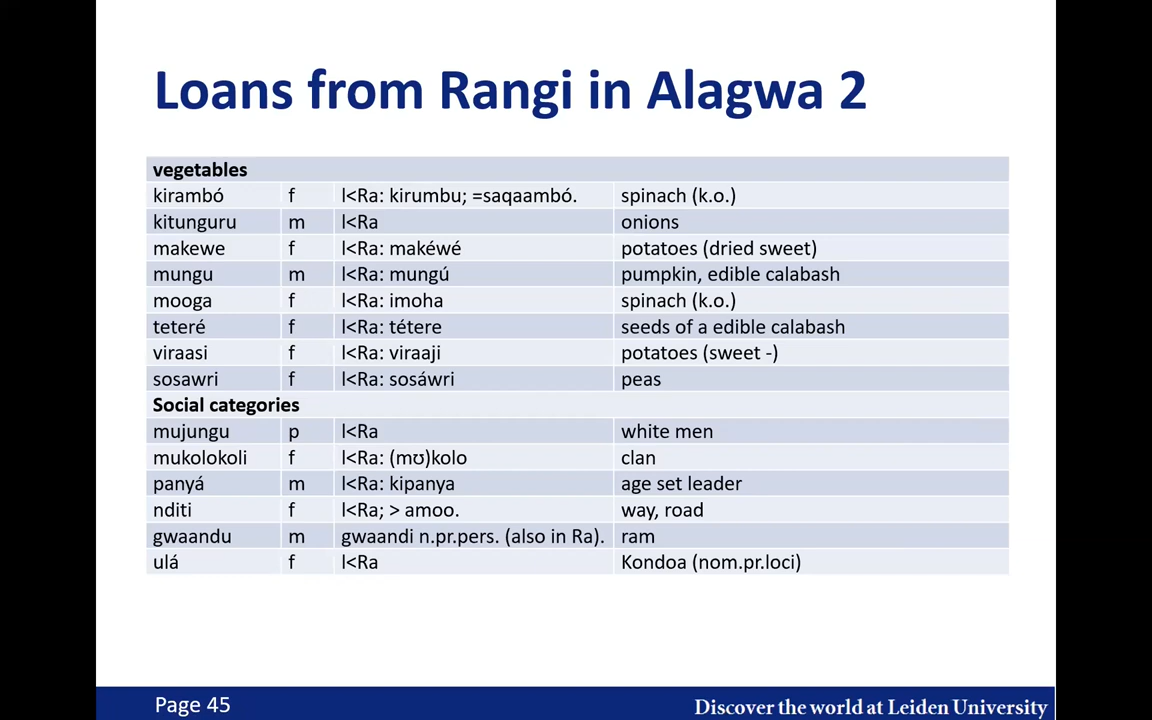 Loans from Rangi in Alagwa 2
vegetables
kirambó f l<Ra: kirumbu; =saqaambó. spinach (k.o.)
kitunguru m l<Ra onions
makewe f l<Ra: makéwé potatoes (dried sweet)
mungu m l<Ra: mungú pumpkin, edible calabash
mooga f l<Ra: imoha spinach (k.o.)
teteré f l<Ra: tétere seeds of a edible calabash
viraasi f l<Ra: viraaji potatoes (sweet -)
sosawri f l<Ra: sosáwri peas
Social categories
mujungu p l<Ra white men
mukolokoli f l<Ra: (mʊ)kolo clan
panyá m l<Ra: kipanya age set leader
nditi f l<Ra; > amoo. way, road
gwaandu m gwaandi n.pr.pers. (also in Ra). ram
ulá f l<Ra Kondoa (nom.pr.loci)
Page 45 Discover the world at Leiden University